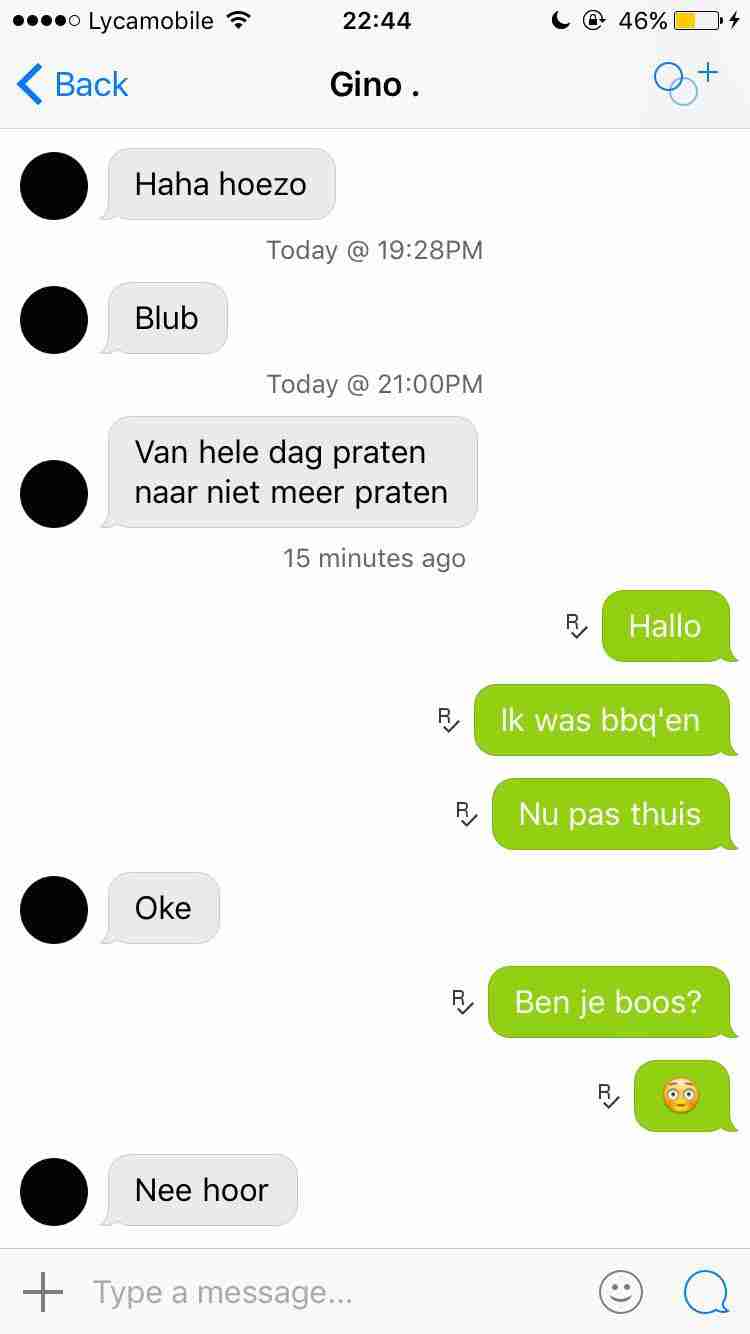 Lycamobile 22:44 46%
Back Gino .
Haha hoezo
Today @ 19:28PM
Blub
Today @ 21:00PM
Van hele dag praten
naar niet meer praten
15 minutes ago
R Hallo
R Ik was bbq'en
R Nu pas thuis
Oke
R Ben je boos?
R 😳
Nee hoor
Type a message...